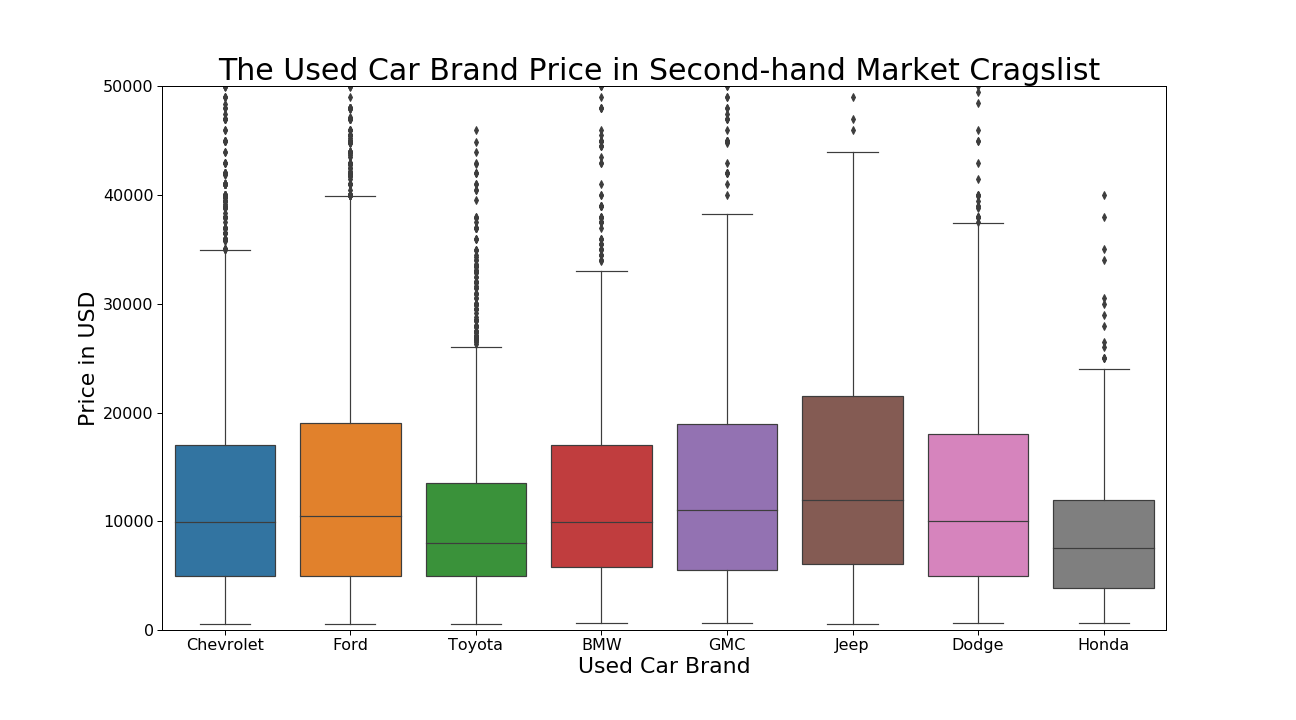 The Used Car Brand Price in Second-hand Market Cragslist
50000
40000
30000
20000
10000
0
Price in USD
Chevrolet Ford Toyota BMW GMC Jeep Dodge Honda
Used Car Brand